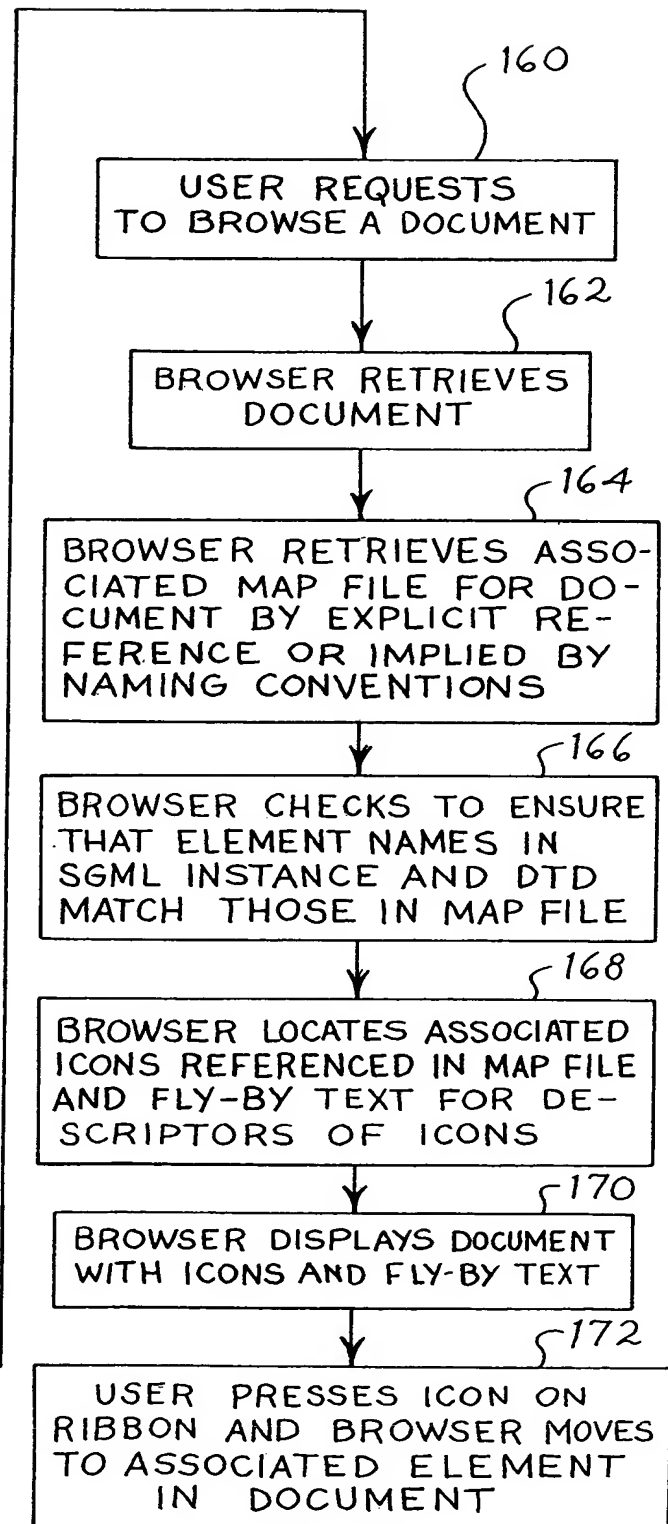 160
USER REQUESTS
TO BROWSE A DOCUMENT
162
BROWSER RETRIEVES
DOCUMENT
164
BROWSER RETRIEVES ASSO-
CIATED MAP FILE FOR DO-
CUMENT BY EXPLICIT RE-
FERENCE OR IMPLIED BY
NAMING CONVENTIONS
166
BROWSER CHECKS TO ENSURE
THAT ELEMENT NAMES IN
SGML INSTANCE AND DTD
MATCH THOSE IN MAP FILE
168
BROWSER LOCATES ASSOCIATED
ICONS REFERENCED IN MAP FILE
AND FLY-BY TEXT FOR DE-
SCRIPTORS OF ICONS
170
BROWSER DISPLAYS DOCUMENT
WITH ICONS AND FLY-BY TEXT
172
USER PRESSES ICON ON
RIBBON AND BROWSER MOVES
TO ASSOCIATED ELEMENT
IN DOCUMENT